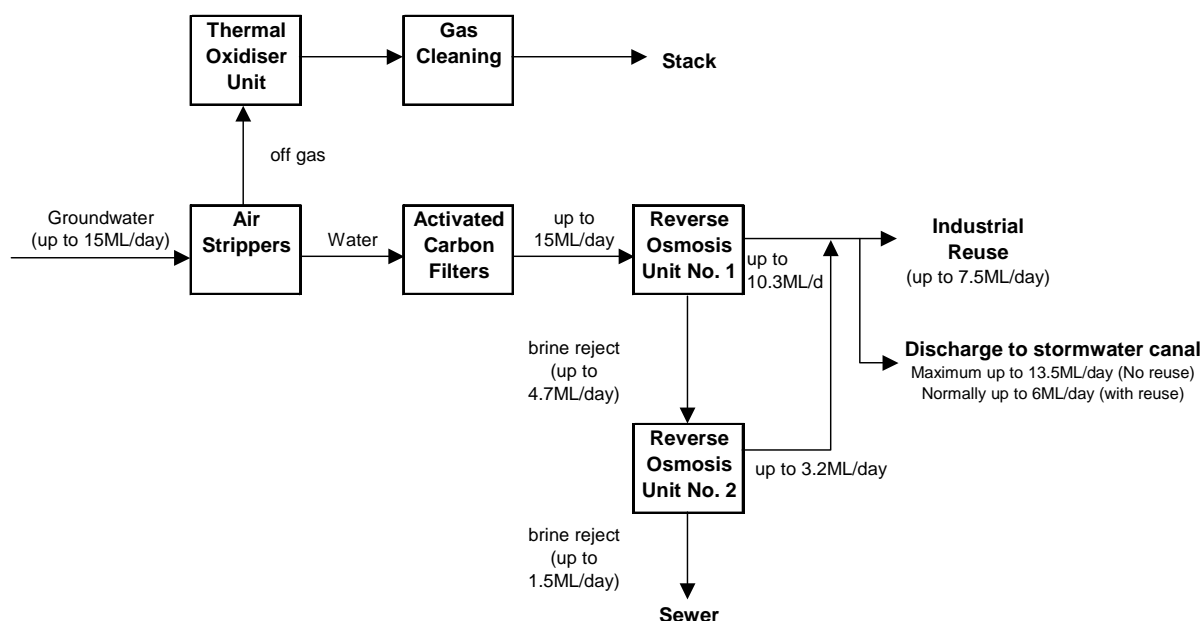 Thermal
Oxidiser
Unit
Gas
Cleaning
Stack
off gas
Groundwater
(up to 15ML/day)
Air
Strippers
Water
Activated
Carbon
Filters
up to
15ML/day
Reverse
Osmosis
Unit No. 1
up to
10.3ML/d
Industrial
Reuse
(up to 7.5ML/day)
brine reject
(up to
4.7ML/day)
Discharge to stormwater canal
Maximum up to 13.5ML/day (No reuse)
Normally up to 6ML/day (with reuse)
Reverse
Osmosis
Unit No. 2
up to 3.2ML/day
brine reject
(up to
1.5ML/day)
Sewer